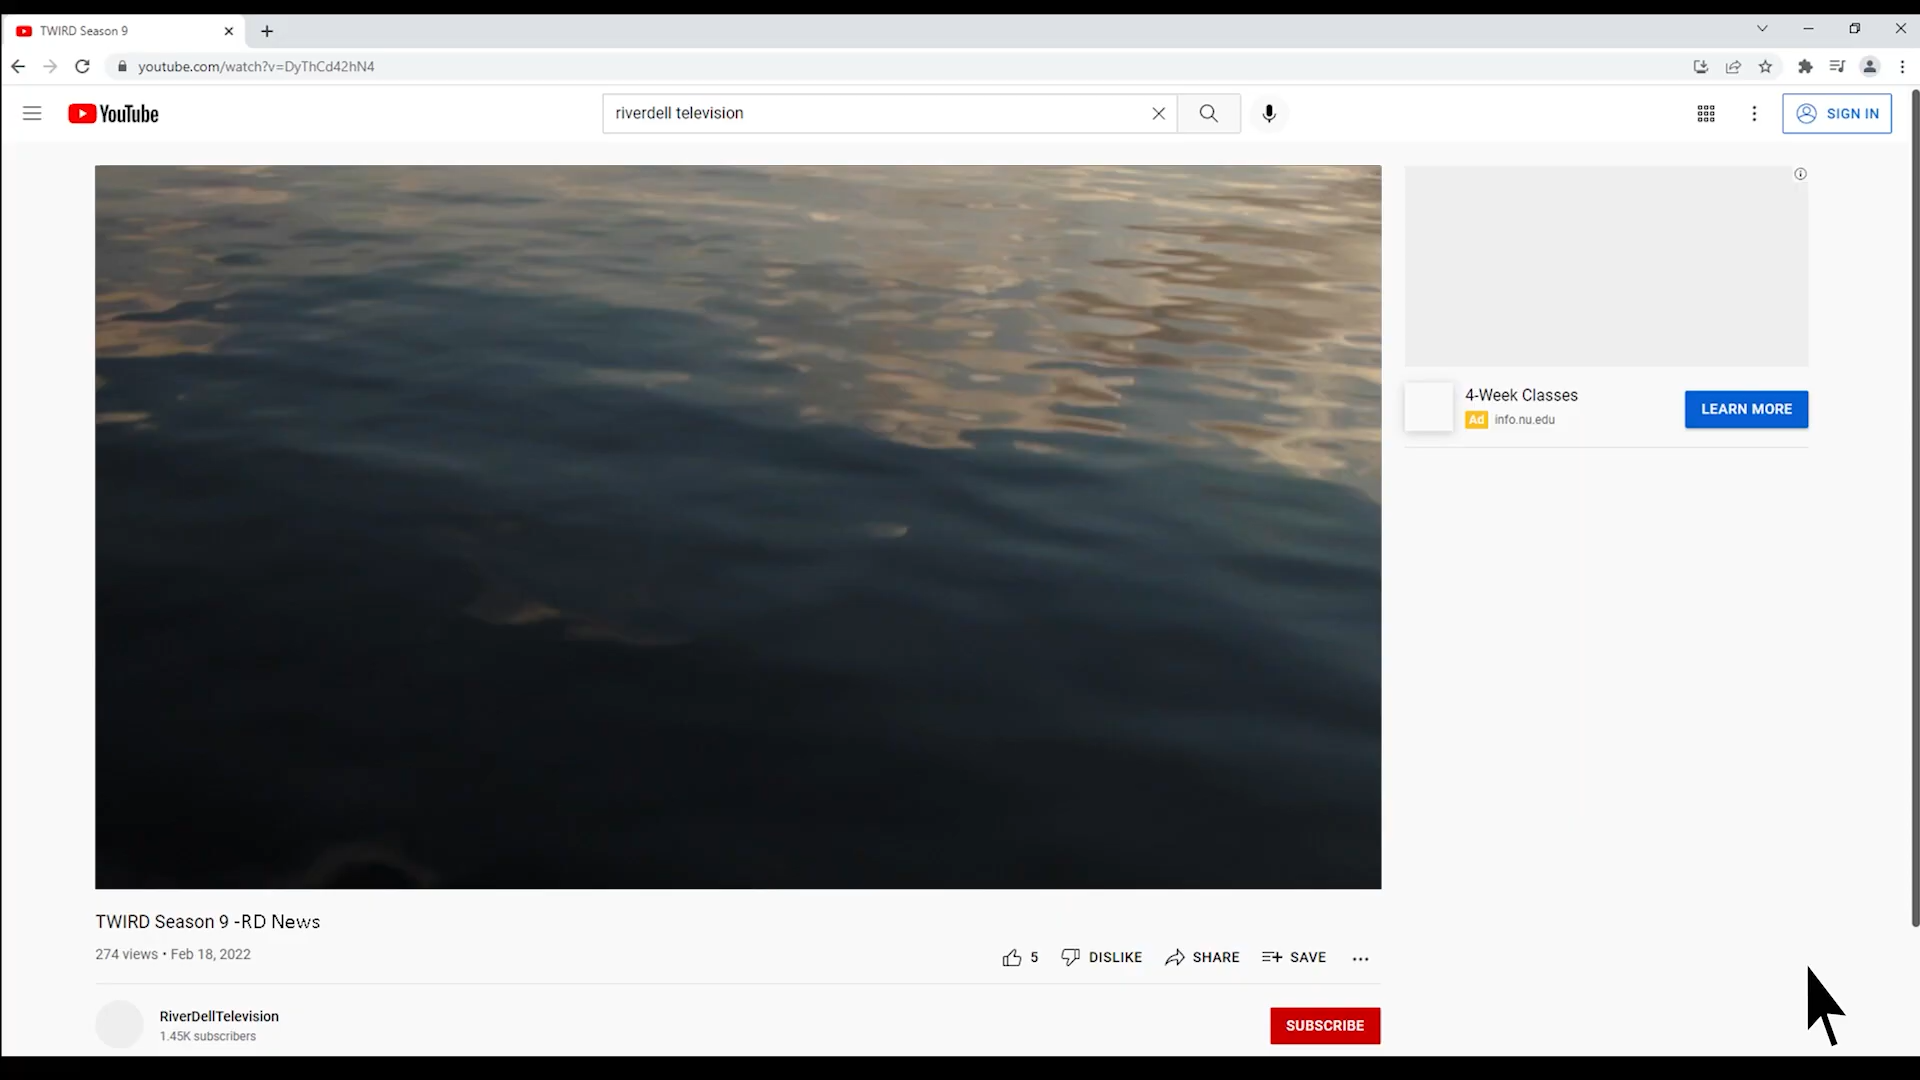 TWIRD Season 9
youtube.com/watch?v=DyThCd42hN4
YouTube
riverdell television
SIGN IN
4-Week Classes
Ad info.nu.edu
LEARN MORE
TWIRD Season 9 -RD News
274 views • Feb 18, 2022
5 DISLIKE SHARE SAVE
RiverDellTelevision
1.45K subscribers
SUBSCRIBE